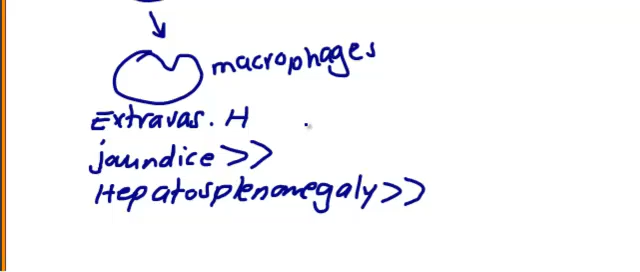 macrophages
Extravas. H
jaundice >>
Hepatosplenomegaly >>